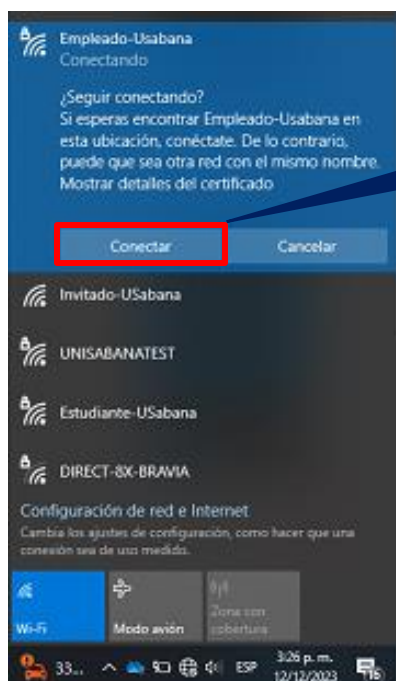 Empleado-Usabana
Conectando
¿Seguir conectando?
Si esperas encontrar Empleado-Usabana en
esta ubicación, conéctate. De lo contrario,
puede que sea otra red con el mismo nombre.
Mostrar detalles del certificado
Conectar Cancelar
Invitado-USabana
UNISABANATEST
Estudiante-USabana
DIRECT-8X-BRAVIA
Configuración de red e Internet
Cambia los ajustes de configuración, como hacer que una
conexión sea de uso medido.
Wi-Fi Modo avión Zona con
cobertura
33... ESP 3:26 p. m.
12/12/2023